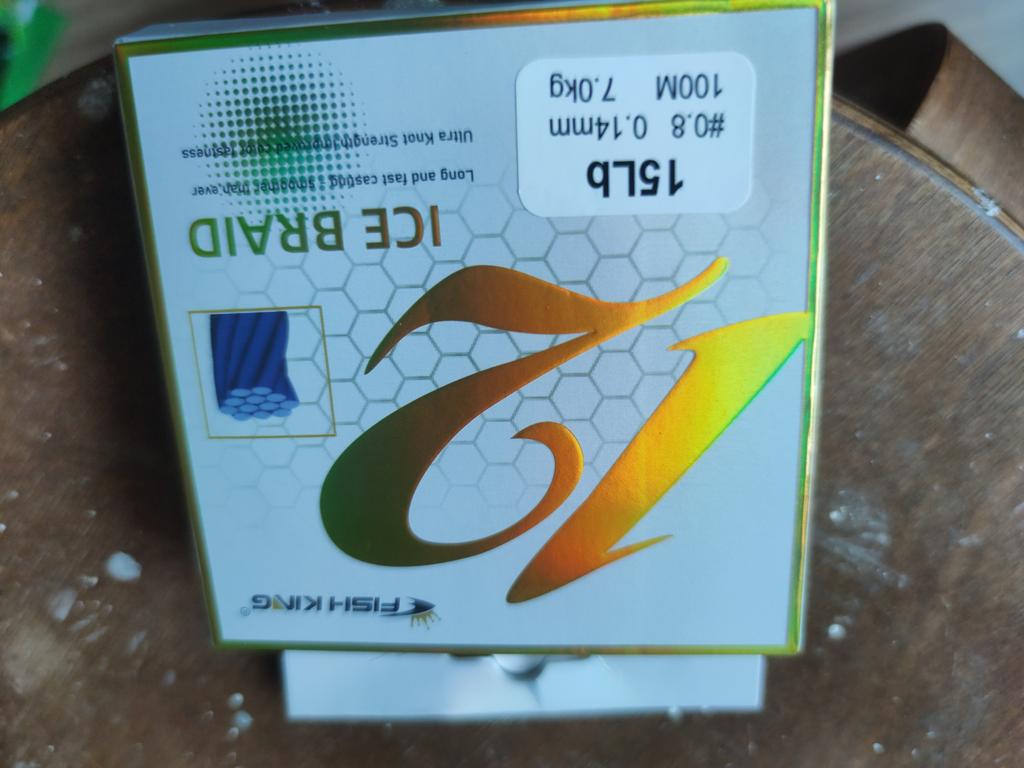 FISH KING®
12
ICE BRAID
Long and fast casting : smoother than ever
Ultra Knot Strength,Improved color fastness
15Lb
#0.8 0.14mm
100M 7.0kg